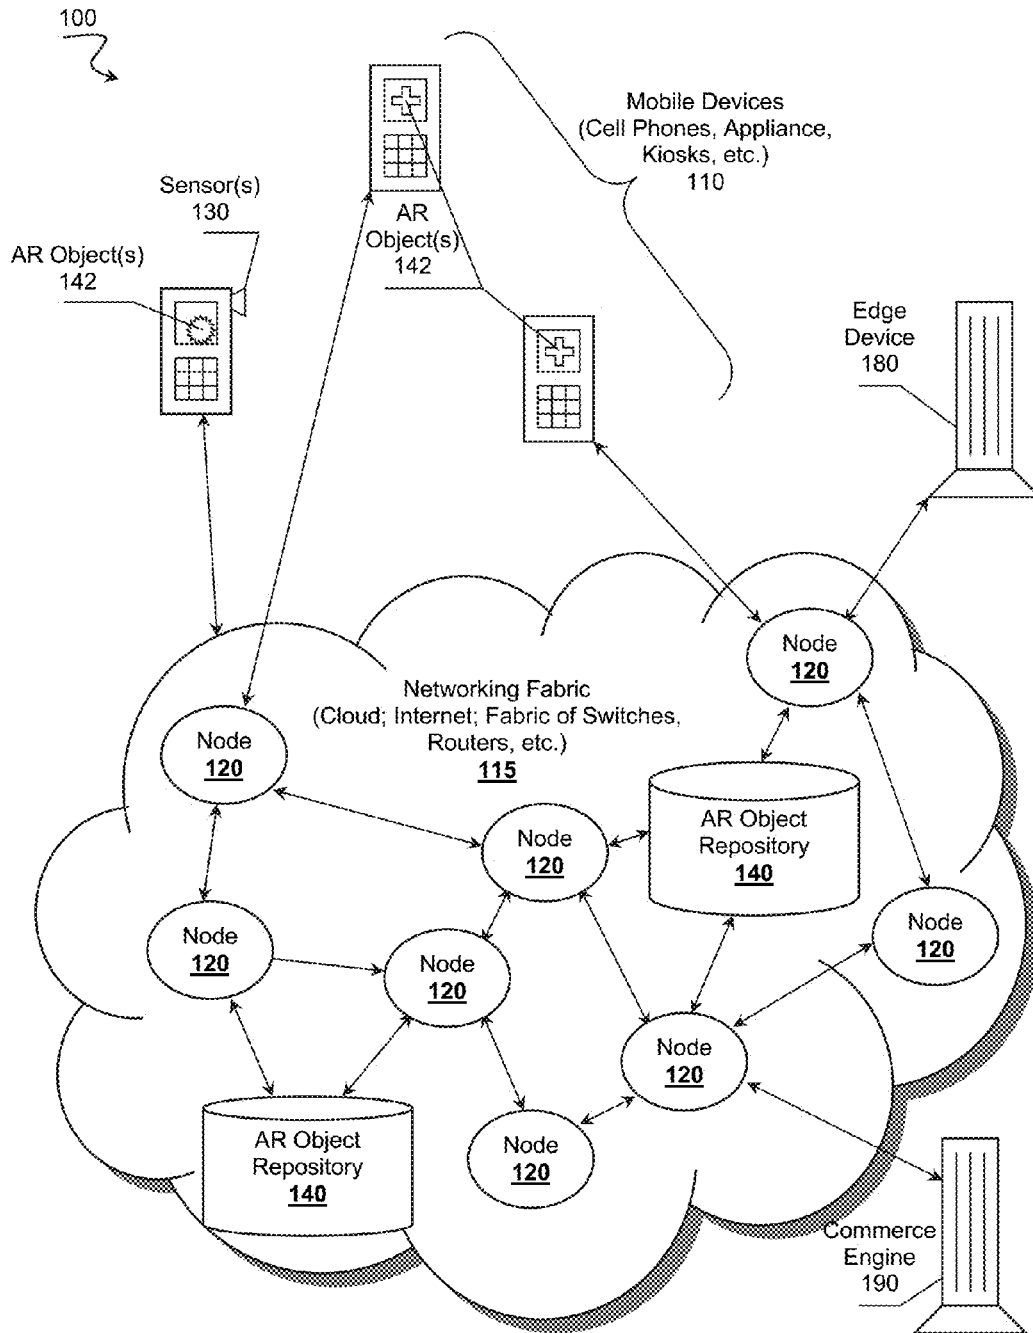 100
Mobile Devices
(Cell Phones, Appliance,
Kiosks, etc.)
110
Sensor(s)
130
AR Object(s)
142
AR
Object(s)
142
Edge
Device
180
Node
120
Networking Fabric
(Cloud; Internet; Fabric of Switches,
Routers, etc.)
115
Node
120
AR Object
Repository
140
Node
120
Node
120
Node
120
Node
120
Node
120
AR Object
Repository
140
Node
120
Commerce
Engine
190